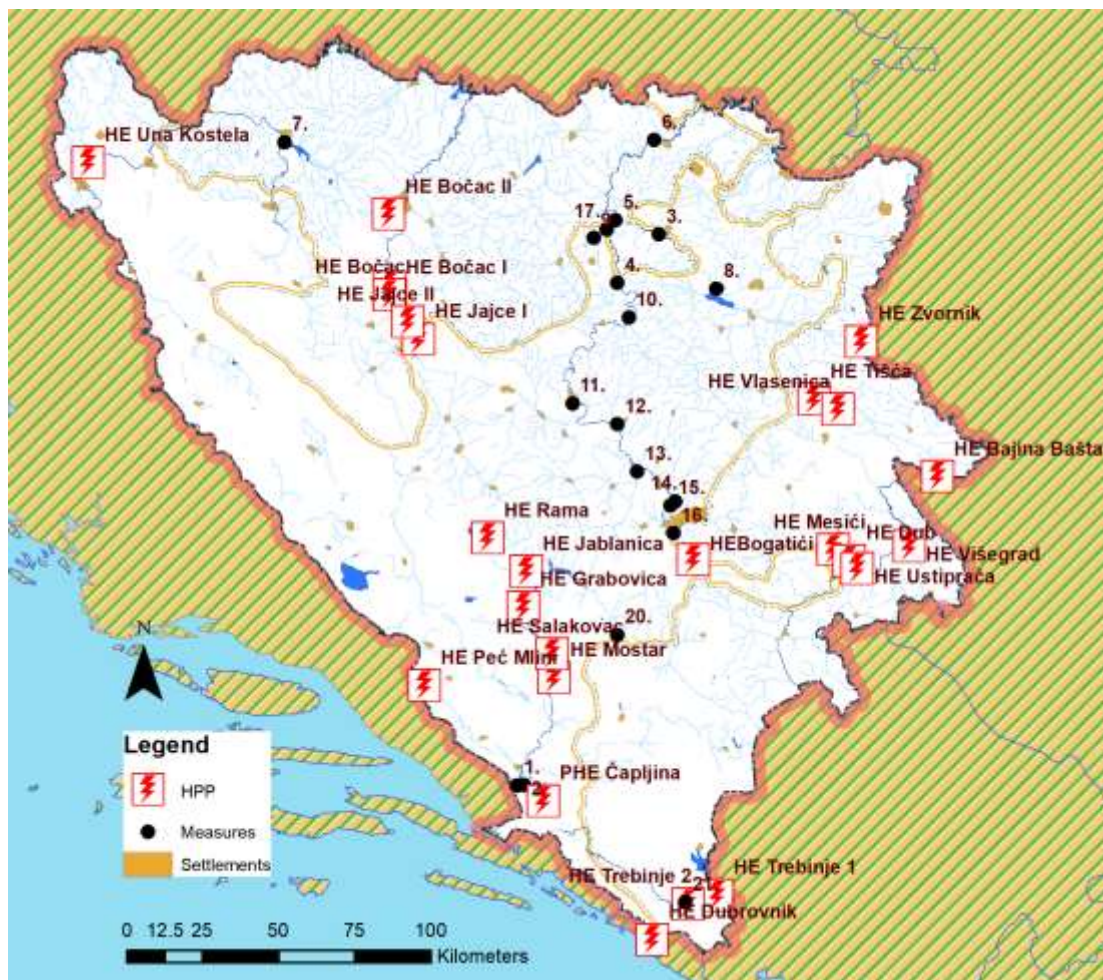 6.
7.
HE Una Kostela
HE Bočac II
5.
17.
3.
HE Bočac
HE Bočac I
4.
8.
HE Jajce II
HE Jajce I
10.
HE Zvornik
HE Tišća
HE Vlasenica
11.
12.
HE Bajina Bašta
13.
14.
15.
HE Rama
16.
HE Mesići
HE Dub
HE Jablanica
HEBogatići
HE Višegrad
HE Grabovica
HE Ustiprača
HE Salakovac
20.
N
HE Mostar
HE Peć Mlini
Legend
1.
PHE Čapljina
2.
HPP
Measures
Settlements
HE Trebinje 1
HE Trebinje 2
21.
HE Dubrovnik
0 12.5 25 50 75 100
Kilometers